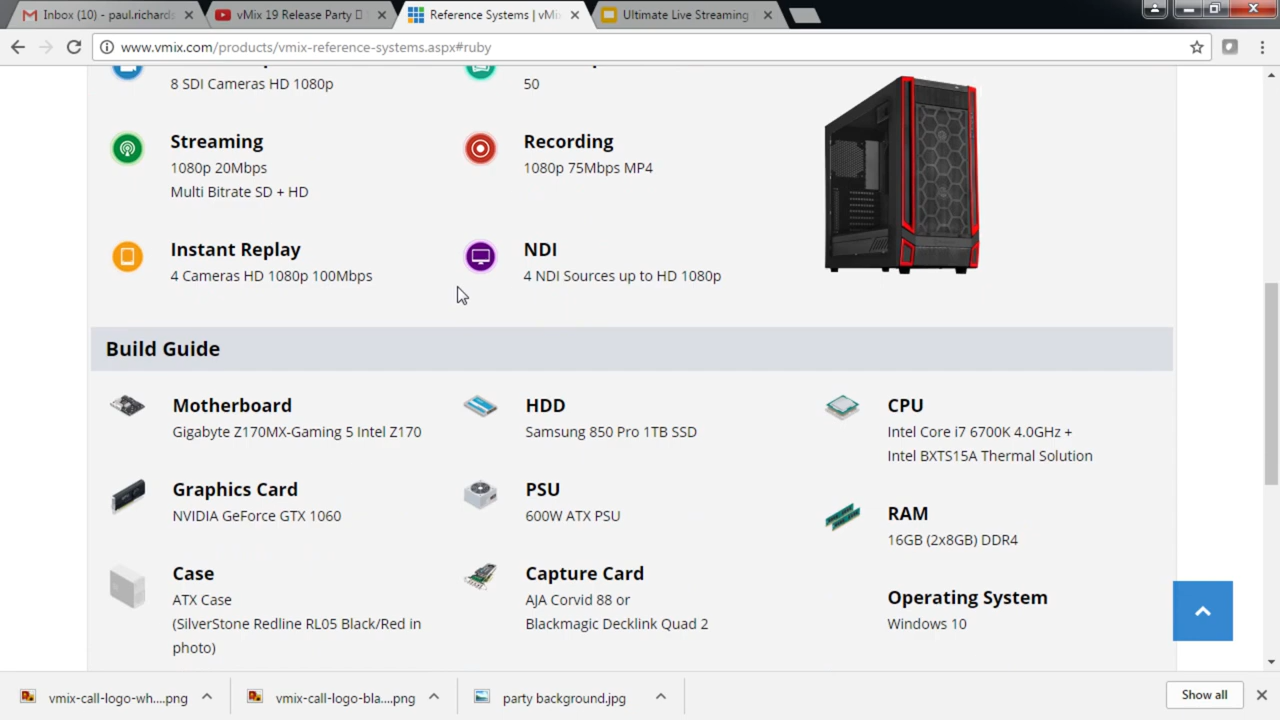 Inbox (10) - paul.richards
vMix 19 Release Party D
Reference Systems | vMi
Ultimate Live Streaming
www.vmix.com/products/vmix-reference-systems.aspx#ruby
8 SDI Cameras HD 1080p
50
Streaming
1080p 20Mbps
Multi Bitrate SD + HD
Recording
1080p 75Mbps MP4
Instant Replay
4 Cameras HD 1080p 100Mbps
NDI
4 NDI Sources up to HD 1080p
Build Guide
Motherboard
Gigabyte Z170MX-Gaming 5 Intel Z170
HDD
Samsung 850 Pro 1TB SSD
CPU
Intel Core i7 6700K 4.0GHz +
Intel BXTS15A Thermal Solution
Graphics Card
NVIDIA GeForce GTX 1060
PSU
600W ATX PSU
RAM
16GB (2x8GB) DDR4
Case
ATX Case
(SilverStone Redline RL05 Black/Red in
photo)
Capture Card
AJA Corvid 88 or
Blackmagic Decklink Quad 2
Operating System
Windows 10
vmix-call-logo-wh....png
vmix-call-logo-bla....png
party background.jpg
Show all